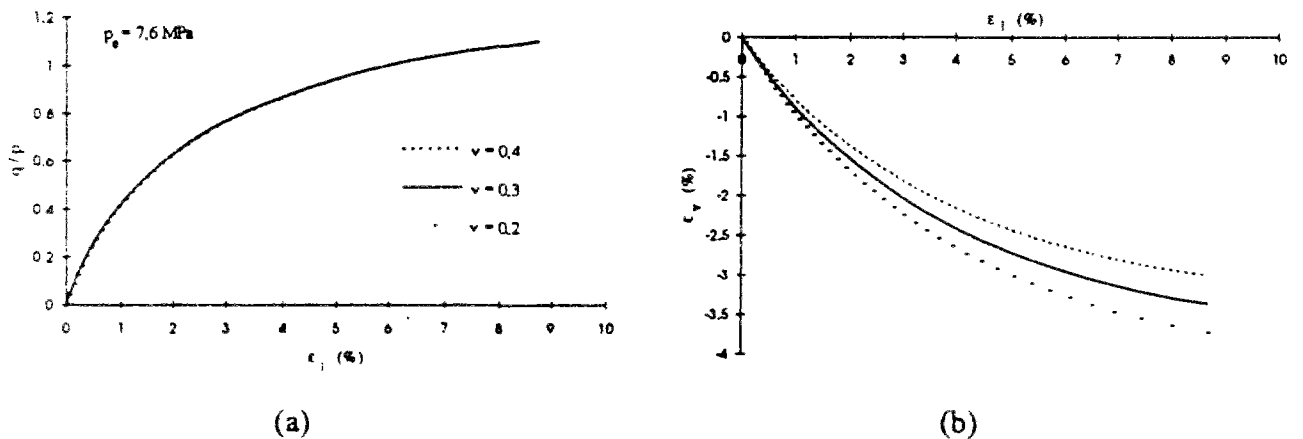 1.2
p_e = 7,6 MPa
1
0.8
0.6
0.4
0.2
0
q/p
v = 0,4
v = 0,3
v = 0,2
0 1 2 3 4 5 6 7 8 9 10
ε_1 (%)
(a)
ε_1 (%)
0 1 2 3 4 5 6 7 8 9 10
0
-0.5
-1
-1.5
-2
-2.5
-3
-3.5
-4
ε_v (%)
(b)